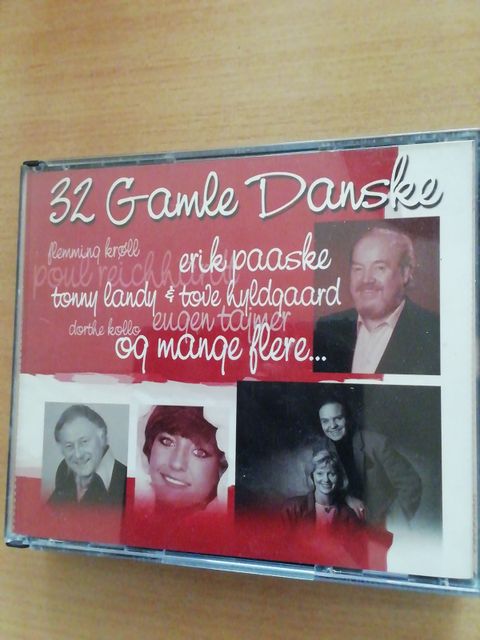 32 Gamle Danske
flemming krøll
erik paaske
poul reichhardt
tonny landy & tove hyldgaard
eugen tajmer
dorthe kollo
og mange flere...